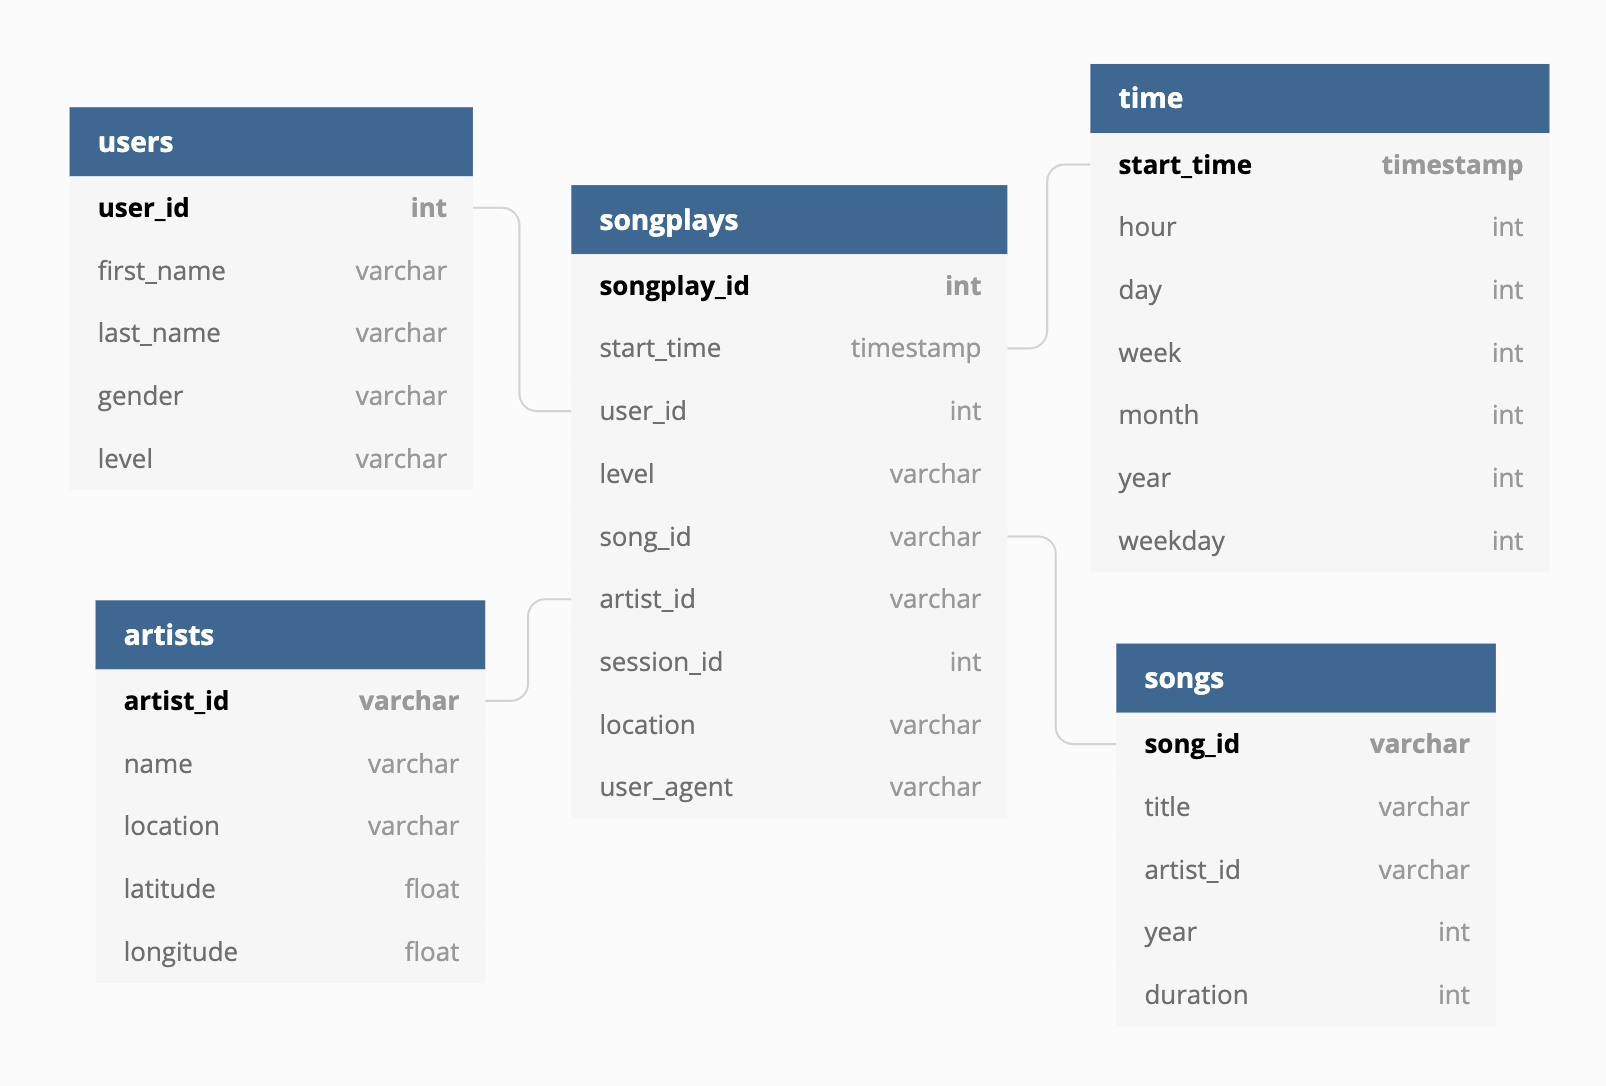 users
user_id int
first_name varchar
last_name varchar
gender varchar
level varchar
songplays
songplay_id int
start_time timestamp
user_id int
level varchar
song_id varchar
artist_id varchar
session_id int
location varchar
user_agent varchar
time
start_time timestamp
hour int
day int
week int
month int
year int
weekday int
artists
artist_id varchar
name varchar
location varchar
latitude float
longitude float
songs
song_id varchar
title varchar
artist_id varchar
year int
duration int